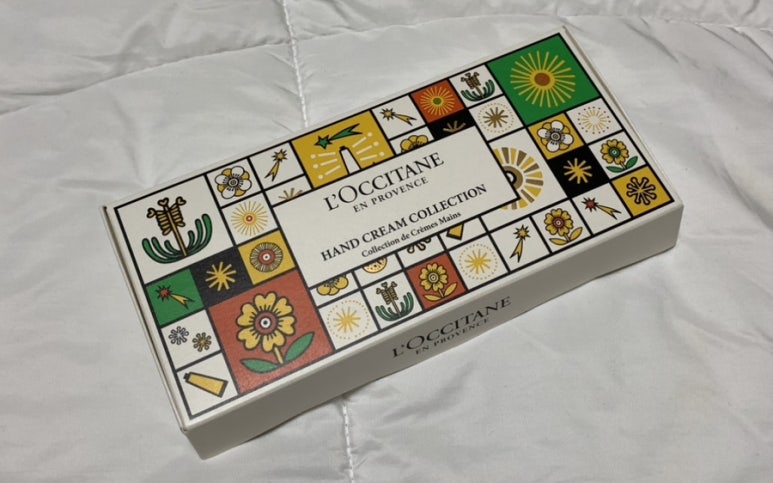 L'OCCITANE
EN PROVENCE
HAND CREAM COLLECTION
Collection de Crèmes Mains
L'OCCITANE
EN PROVENCE